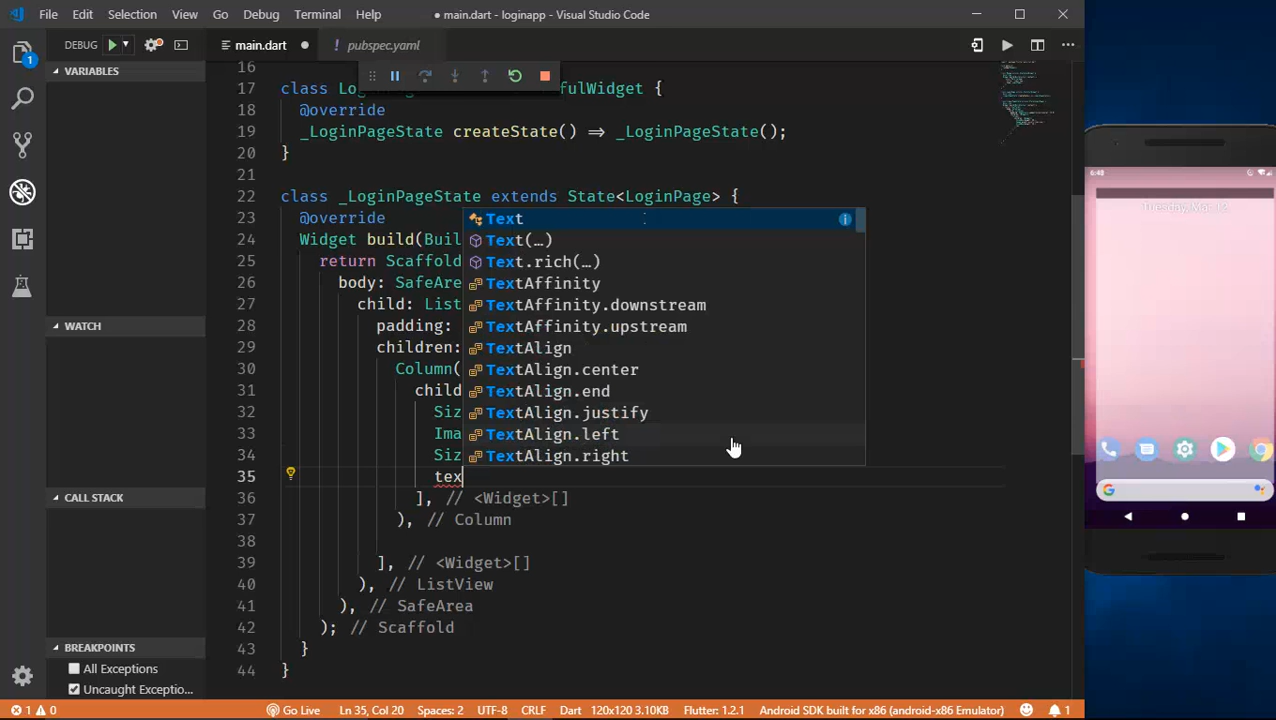 File Edit Selection View Go Debug Terminal Help
● main.dart - loginapp - Visual Studio Code
DEBUG
main.dart ●
! pubspec.yaml
VARIABLES
WATCH
CALL STACK
BREAKPOINTS
All Exceptions
Uncaught Exceptio...
16
17 class Lo fulWidget {
18 @override
19 _LoginPageState createState() => _LoginPageState();
20 }
21
22 class _LoginPageState extends State<LoginPage> {
23 @override
24 Widget build(Buil
25 return Scaffold
26 body: SafeArea
27 child: List
28 padding:
29 children:
30 Column(
31 child
32 Siz
33 Ima
34 Siz
35 tex
36 ], // <Widget>[]
37 ), // Column
38
39 ], // <Widget>[]
40 ), // ListView
41 ), // SafeArea
42 ); // Scaffold
43 }
44 }
Text
Text(…)
Text.rich(…)
TextAffinity
TextAffinity.downstream
TextAffinity.upstream
TextAlign
TextAlign.center
TextAlign.end
TextAlign.justify
TextAlign.left
TextAlign.right
6:48
1
1 0
Go Live Ln 35, Col 20 Spaces: 2 UTF-8 CRLF Dart 120x120 3.10KB Flutter: 1.2.1 Android SDK built for x86 (android-x86 Emulator) 1